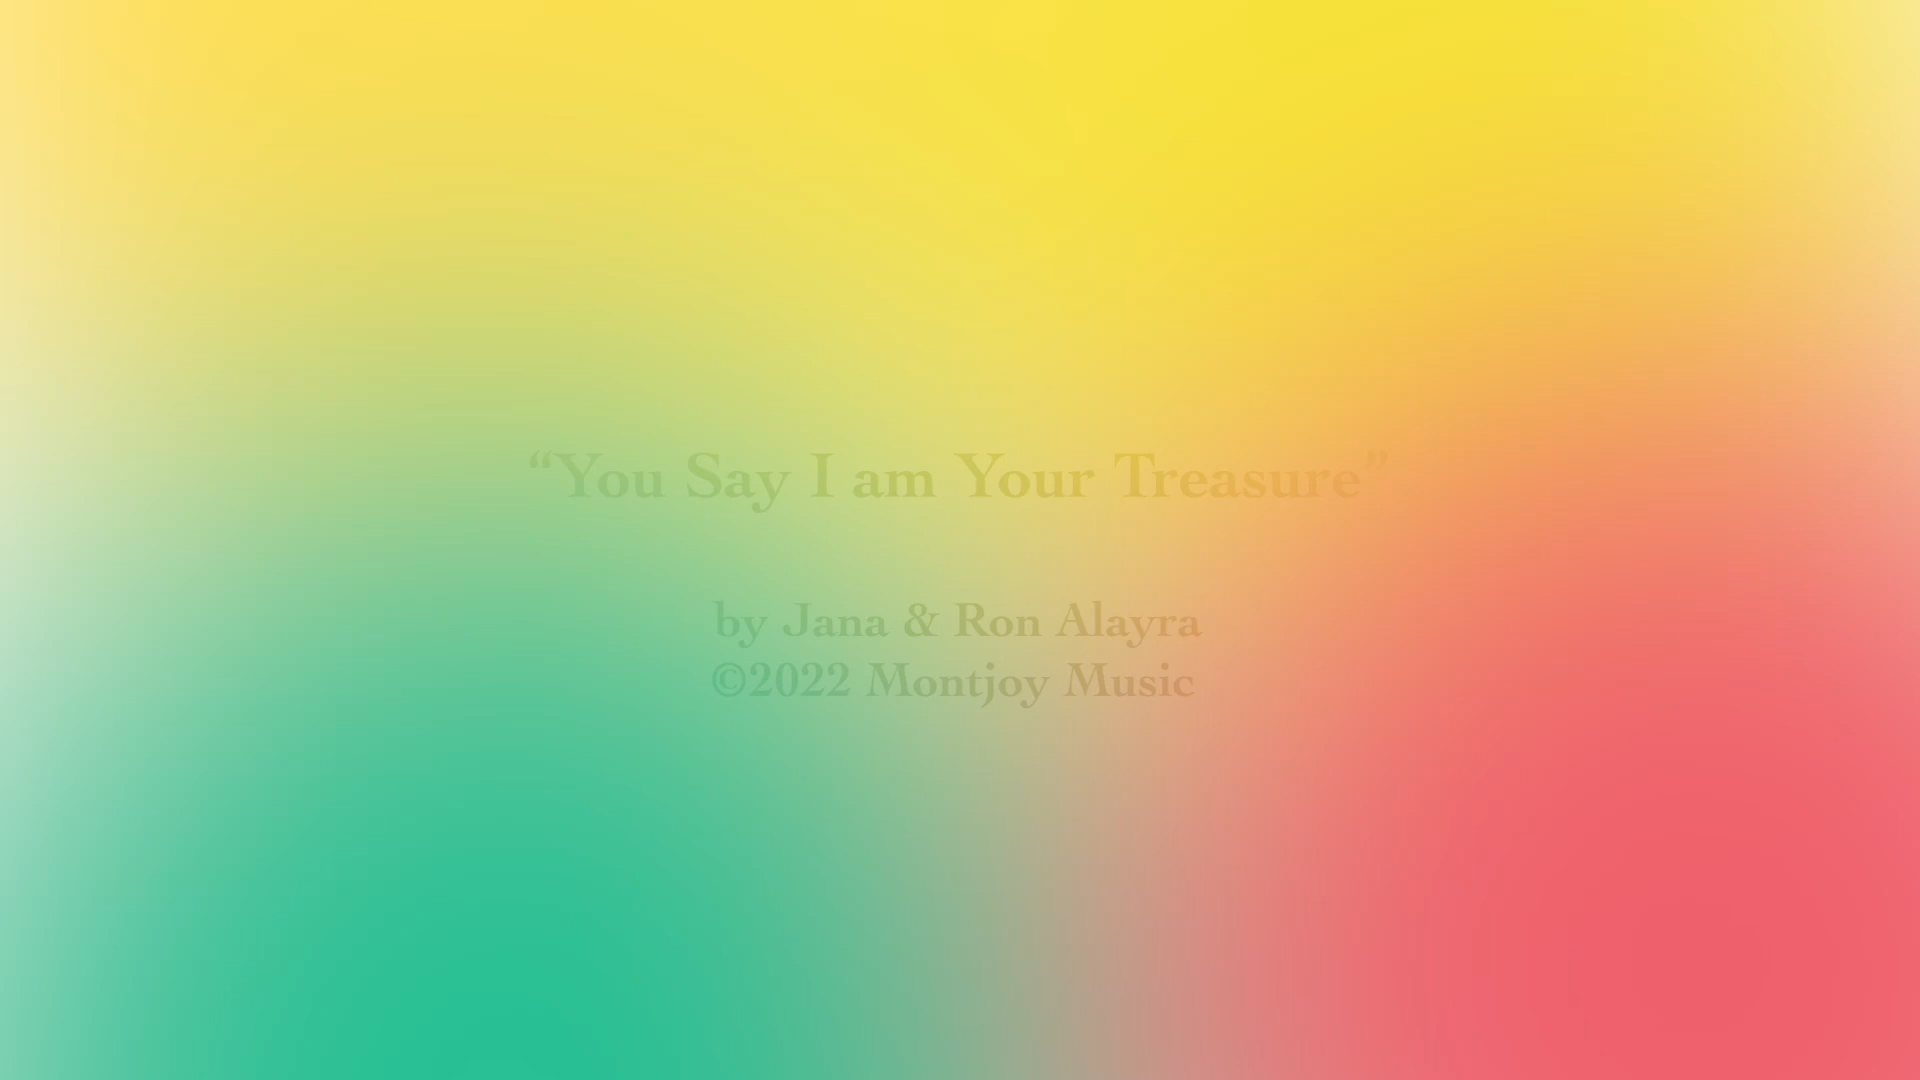 “You Say I am Your Treasure”
by Jana & Ron Alayra
©2022 Montjoy Music